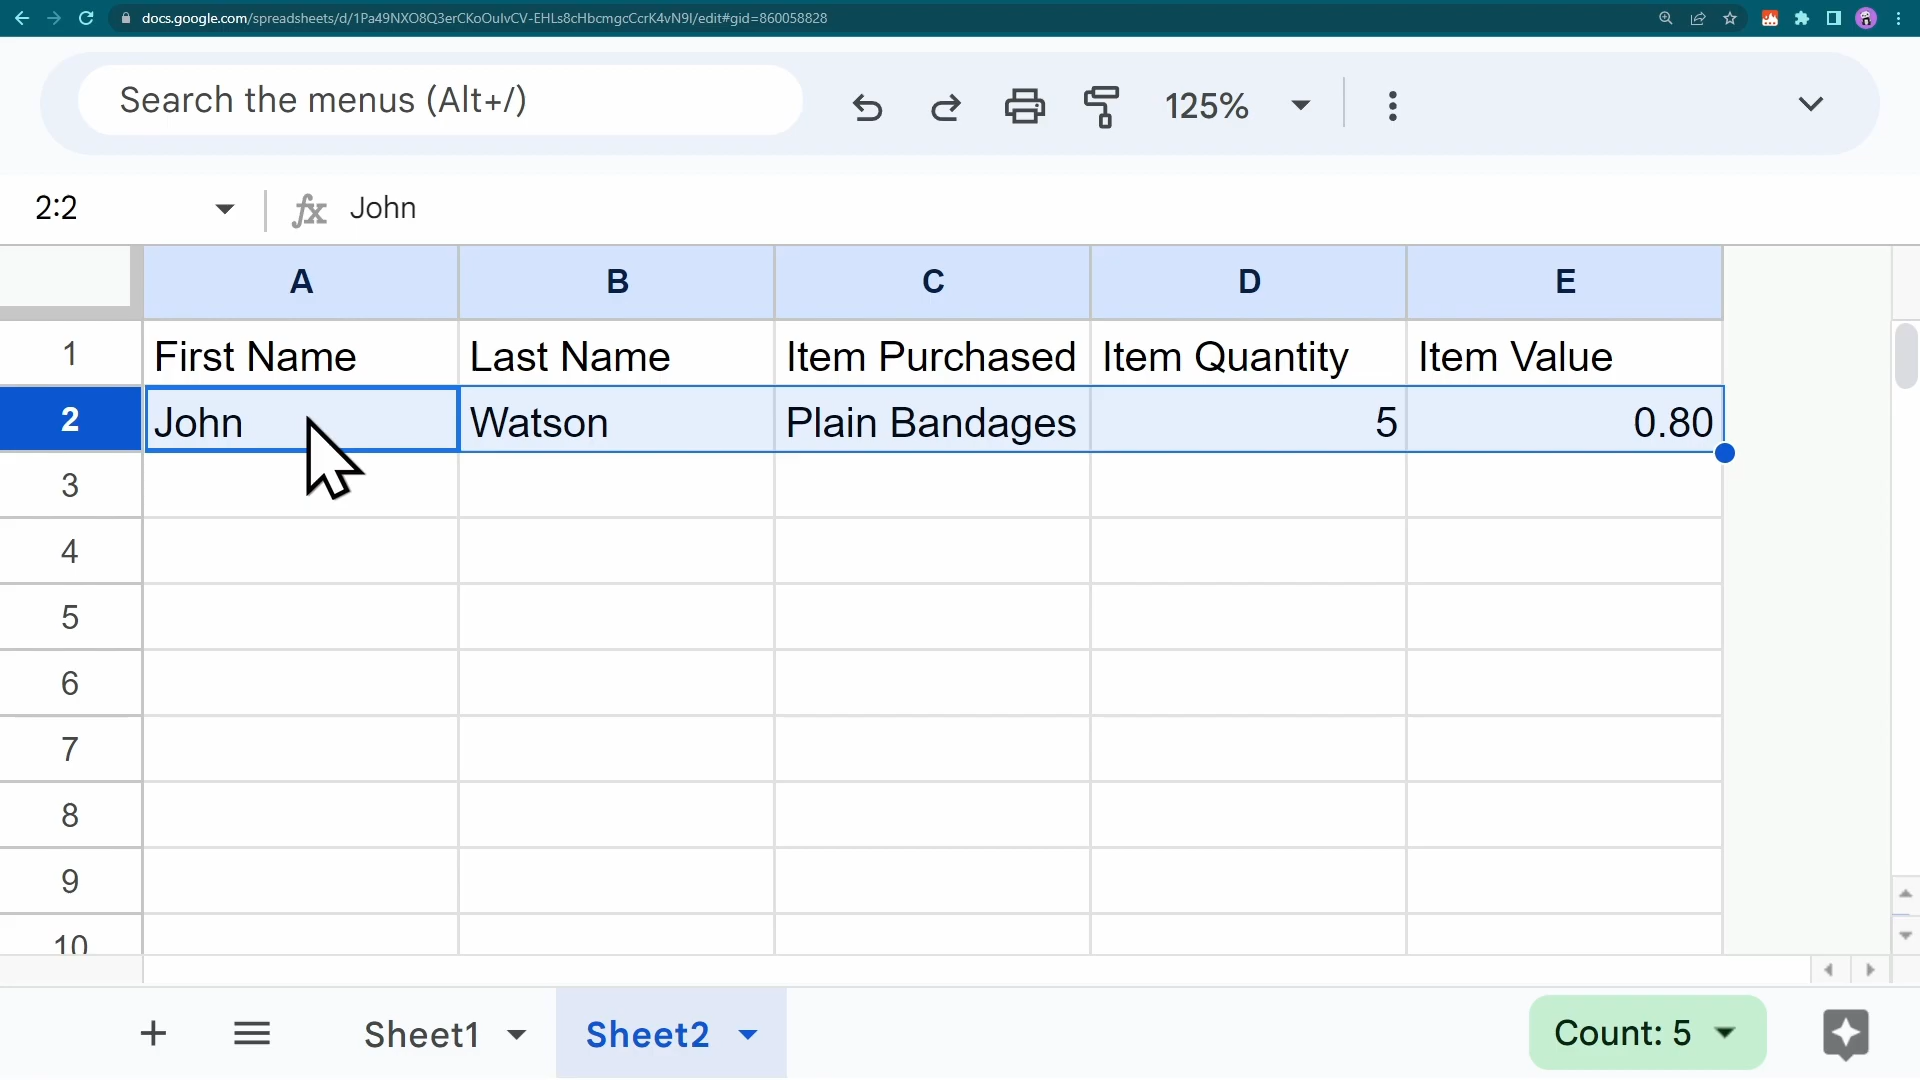 docs.google.com/spreadsheets/d/1Pa49NXO8Q3erCKoOuIvCV-EHLs8cHbcmgcCcrK4vN9I/edit#gid=860058828
Search the menus (Alt+/)
125%
2:2
fx John
A B C D E
1 First Name Last Name Item Purchased Item Quantity Item Value
2 John Watson Plain Bandages 5 0.80
3
4
5
6
7
8
9
10
Sheet1 Sheet2 Count: 5